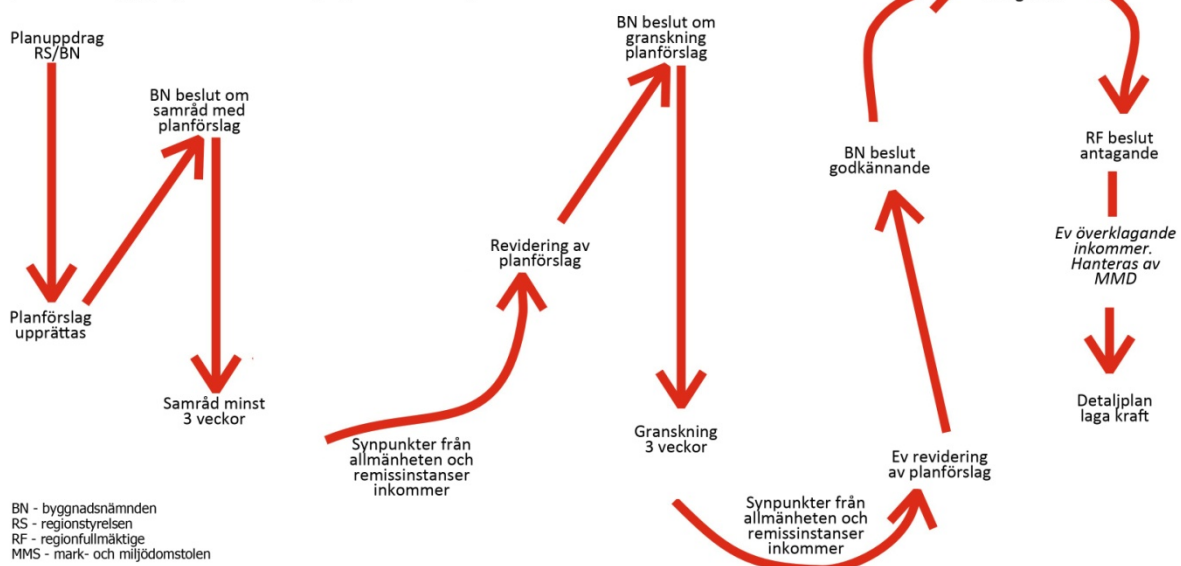 Planuppdrag
RS/BN
Planförslag
upprättas
BN beslut om
samråd med
planförslag
Samråd minst
3 veckor
Synpunkter från
allmänheten och
remissinstanser
inkommer
Revidering av
planförslag
BN beslut om
granskning
planförslag
Granskning
3 veckor
Synpunkter från
allmänheten och
remissinstanser
inkommer
Ev revidering
av planförslag
BN beslut
godkännande
RF beslut
antagande
Ev överklagande
inkommer.
Hanteras av
MMD
Detaljplan
laga kraft
BN - byggnadsnämnden
RS - regionstyrelsen
RF - regionfullmäktige
MMS - mark- och miljödomstolen